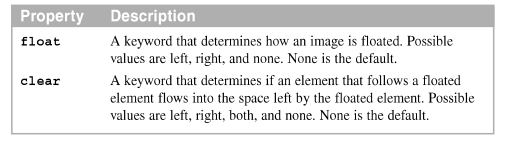 Property Description
float A keyword that determines how an image is floated. Possible
values are left, right, and none. None is the default.
clear A keyword that determines if an element that follows a floated
element flows into the space left by the floated element. Possible
values are left, right, both, and none. None is the default.